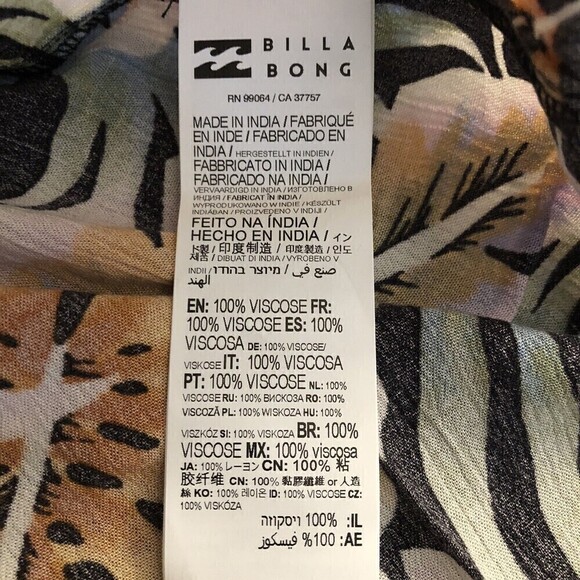 BILLA
BONG
RN 99064 / CA 37757
MADE IN INDIA / FABRIQUÉ
EN INDE / FABRICADO EN
INDIA / HERGESTELLT IN INDIEN /
FABBRICATO IN INDIA /
FABRICADO NA INDIA /
VERVAARDIGD IN INDIA / ИЗГОТОВЛЕНО В
ИНДИЯ / FABRICAT ÎN INDIA /
WYPRODUKOWANO W INDIE / KÉSZÜLT
INDIÁBAN / PROIZVEDENO V INDIJI /
FEITO NA ÍNDIA /
HECHO EN INDIA / イン
ド製 / 印度制造 / 印度製造 / 인도
제조 / DIBUAT DI INDIA / VYROBENO V
INDII / מיוצר בהודו / صنع في
الهند
EN: 100% VISCOSE FR:
100% VISCOSE ES: 100%
VISCOSA DE: 100% VISCOSE/
VISKOSE IT: 100% VISCOSA
PT: 100% VISCOSE NL: 100%
VISCOSE RU: 100% ВИСКОЗА RO: 100%
VISCOZĂ PL: 100% WISKOZA HU: 100%
VISZKÓZ SI: 100% VISKOZA BR: 100%
VISCOSE MX: 100% viscosa
JA: 100% レーヨン CN: 100% 粘
胶纤维 CN: 100% 黏膠纖維 or 人造
絲 KO: 100% 레이온 ID: 100% VISCOSE CZ:
100% VISKÓZA
IL: 100% ויסקוזה
AE: 100% فيسكوز